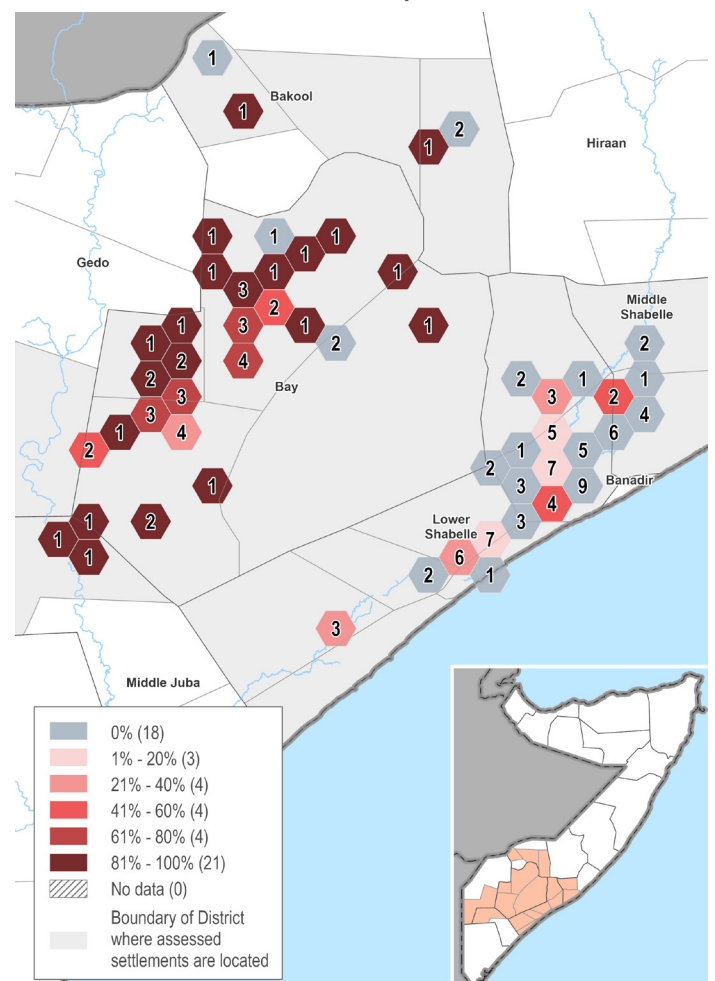 1
Bakool
1
2
1
Hiraan
1
1
1
1
Gedo
1
1
1
3
2
Middle
Shabelle
1
3
1
1
1
2
2
1
2
4
Bay
2
2
1
1
3
3
2
4
3
5
6
1
4
1
5
2
7
2
1
3
9
Banadir
4
1
2
3
Lower
Shabelle
1
7
1
6
2
1
3
Middle Juba
0% (18)
1% - 20% (3)
21% - 40% (4)
41% - 60% (4)
61% - 80% (4)
81% - 100% (21)
No data (0)
Boundary of District
where assessed
settlements are located